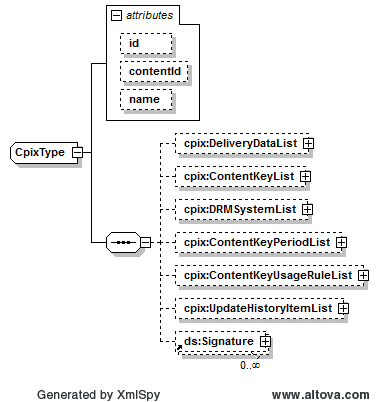 attributes
id
contentId
name
CpixType
cpix:DeliveryDataList
cpix:ContentKeyList
cpix:DRMSystemList
cpix:ContentKeyPeriodList
cpix:ContentKeyUsageRuleList
cpix:UpdateHistoryItemList
ds:Signature
0..∞
Generated by XmlSpy www.altova.com